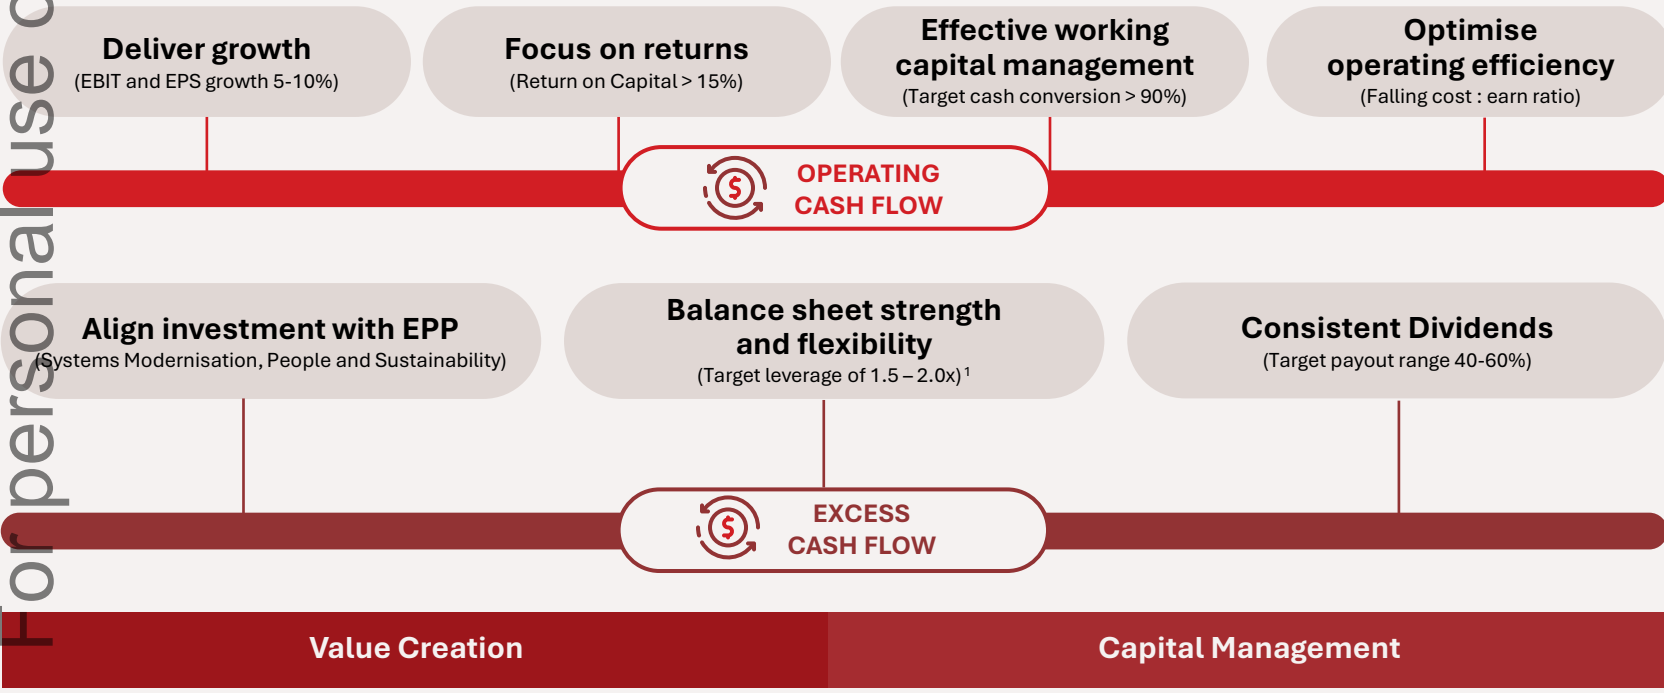 Deliver growth
(EBIT and EPS growth 5-10%)
Focus on returns
(Return on Capital > 15%)
Effective working
capital management
(Target cash conversion > 90%)
Optimise
operating efficiency
(Falling cost : earn ratio)
OPERATING
CASH FLOW
Align investment with EPP
(Systems Modernisation, People and Sustainability)
Balance sheet strength
and flexibility
(Target leverage of 1.5 – 2.0x)¹
Consistent Dividends
(Target payout range 40-60%)
EXCESS
CASH FLOW
Value Creation
Capital Management
For personal use